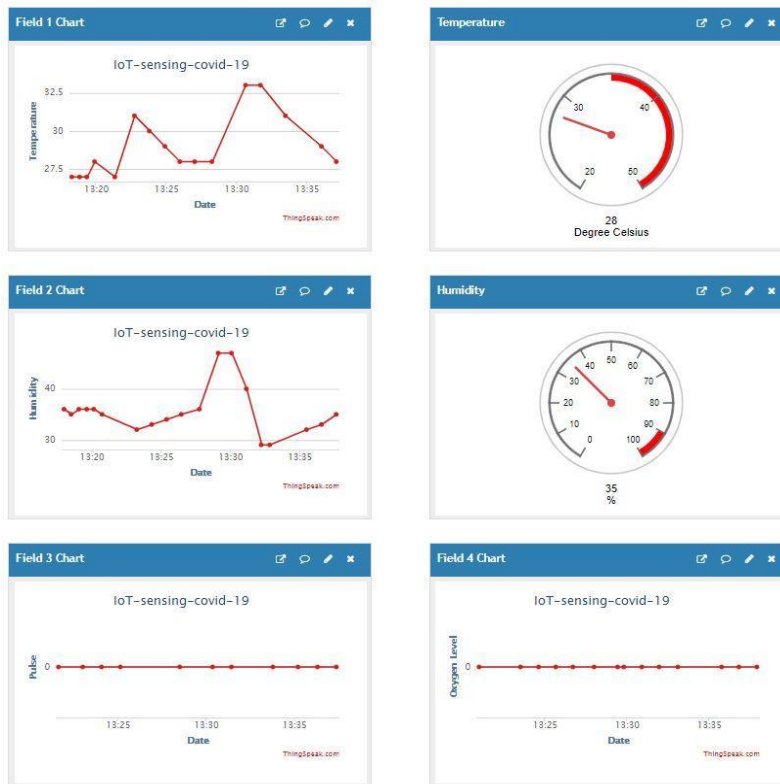 Field 1 Chart
IoT-sensing-covid-19
Temperature
32.5
30
27.5
13:20 13:25 13:30 13:35
Date
ThingSpeak.com
Temperature
30 40
20 50
28
Degree Celsius
Field 2 Chart
IoT-sensing-covid-19
Humidity
40
30
13:20 13:25 13:30 13:35
Date
ThingSpeak.com
Humidity
50
40 60
30 70
20 80
10 90
0 100
35
%
Field 3 Chart
IoT-sensing-covid-19
Pulse
0
13:25 13:30 13:35
Date
ThingSpeak.com
Field 4 Chart
IoT-sensing-covid-19
Oxygen Level
0
13:25 13:30 13:35
Date
ThingSpeak.com